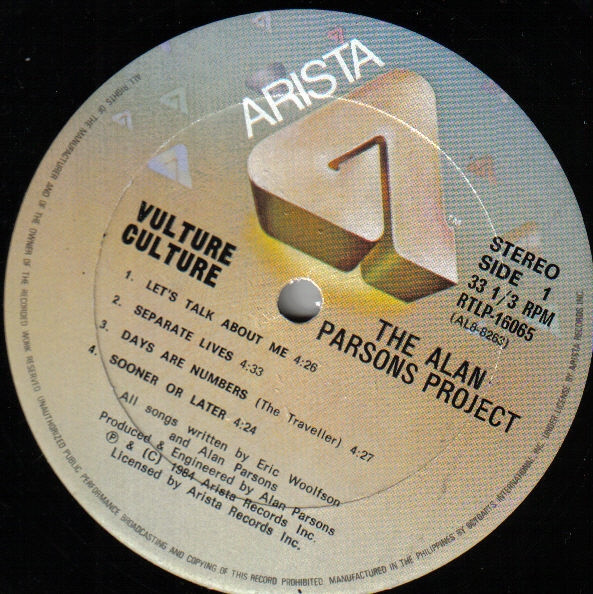 ARISTA
VULTURE
CULTURE
STEREO
SIDE 1
33 1/3 RPM
RTLP-16065
(AL8-8263)
1. LET'S TALK ABOUT ME 4:26
2. SEPARATE LIVES 4:33
3. DAYS ARE NUMBERS (The Traveller) 4:27
4. SOONER OR LATER 4:24
THE ALAN
PARSONS PROJECT
All songs written by Eric Woolfson
and Alan Parsons
Produced & Engineered by Alan Parsons
℗ & (C) 1984 Arista Records Inc.
Licensed by Arista Records Inc.
ALL RIGHTS OF THE MANUFACTURER AND OF THE OWNER OF THE RECORDED WORK RESERVED. UNAUTHORIZED PUBLIC PERFORMANCE BROADCASTING AND COPYING OF THIS RECORD PROHIBITED. MANUFACTURED IN THE PHILIPPINES BY OCTOARTS INTERNATIONAL, INC. UNDER LICENSE BY ARISTA RECORDS INC.